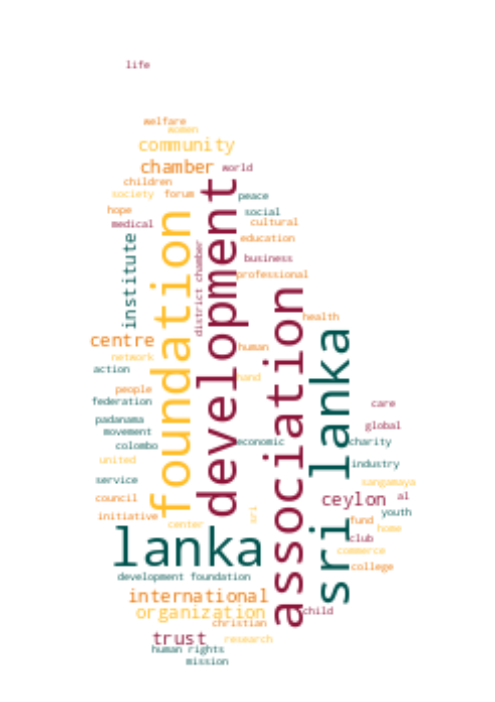 life
welfare
women
community
chamber
world
children
society
forum
peace
hope
social
medical
cultural
education
institute
district chamber
business
professional
foundation
development
association
sri lanka
health
centre
human
network
action
hand
people
federation
care
padanama
movement
global
colombo
economic
charity
united
industry
service
sangamaya
council
ceylon
al
initiative
sri
youth
center
fund
home
lanka
club
commerce
college
development foundation
international
organization
child
christian
trust
research
human rights
mission